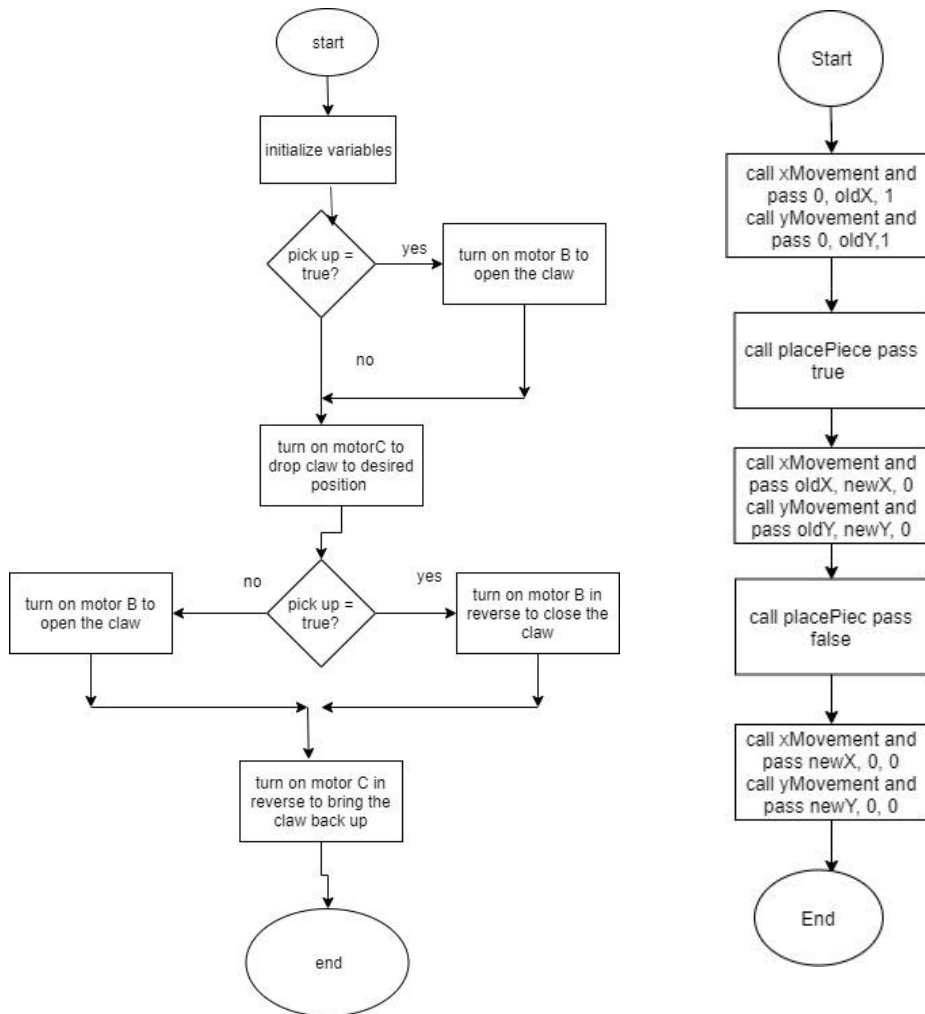 start
initialize variables
pick up =
true?
yes
turn on motor B to
open the claw
no
turn on motorC to
drop claw to desired
position
no
yes
turn on motor B to
open the claw
pick up =
true?
turn on motor B in
reverse to close the
claw
turn on motor C in
reverse to bring the
claw back up
end
Start
call xMovement and
pass 0, oldX, 1
call yMovement and
pass 0, oldY,1
call placePiece pass
true
call xMovement and
pass oldX, newX, 0
call yMovement and
pass oldY, newY, 0
call placePiec pass
false
call xMovement and
pass newX, 0, 0
call yMovement and
pass newY, 0, 0
End